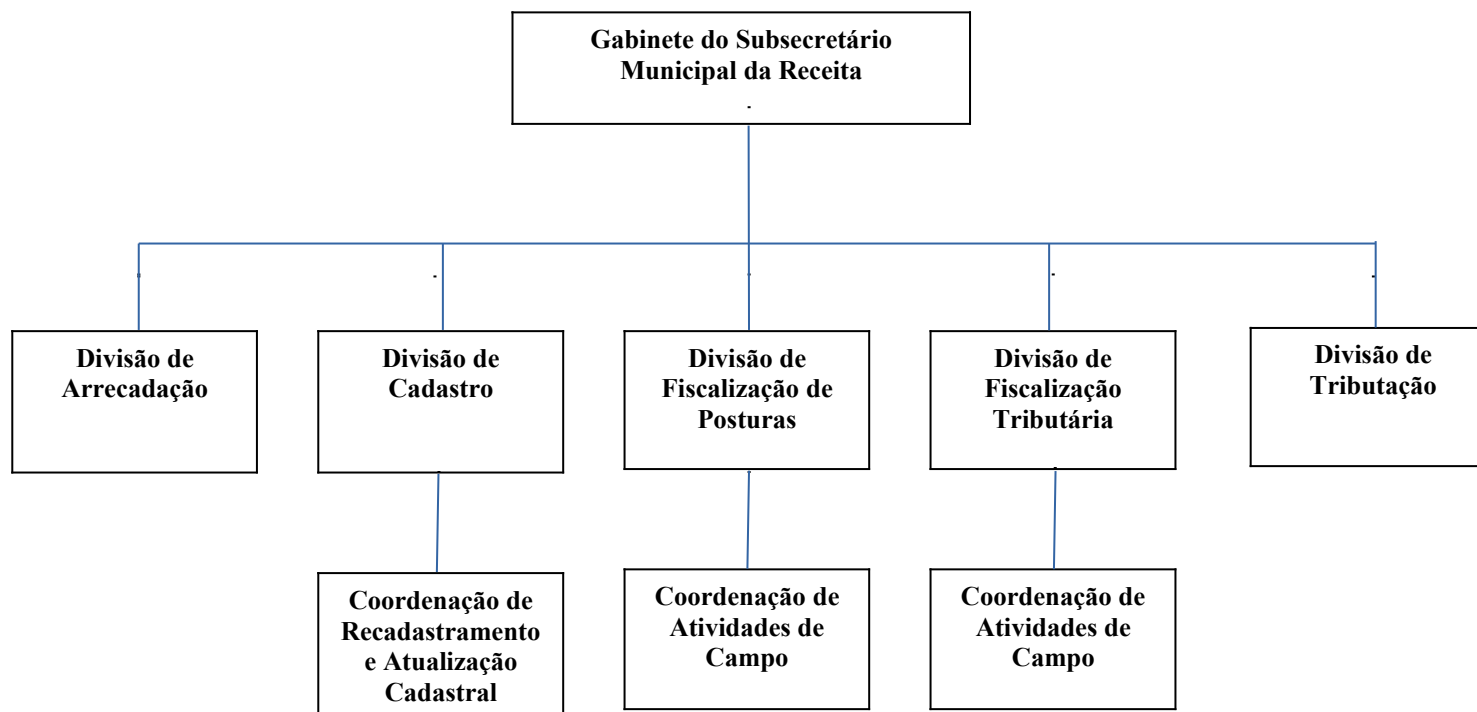 Gabinete do Subsecretário
Municipal da Receita
Divisão de
Arrecadação
Divisão de
Cadastro
Divisão de
Fiscalização de
Posturas
Divisão de
Fiscalização
Tributária
Divisão de
Tributação
Coordenação de
Recadastramento
e Atualização
Cadastral
Coordenação de
Atividades de
Campo
Coordenação de
Atividades de
Campo